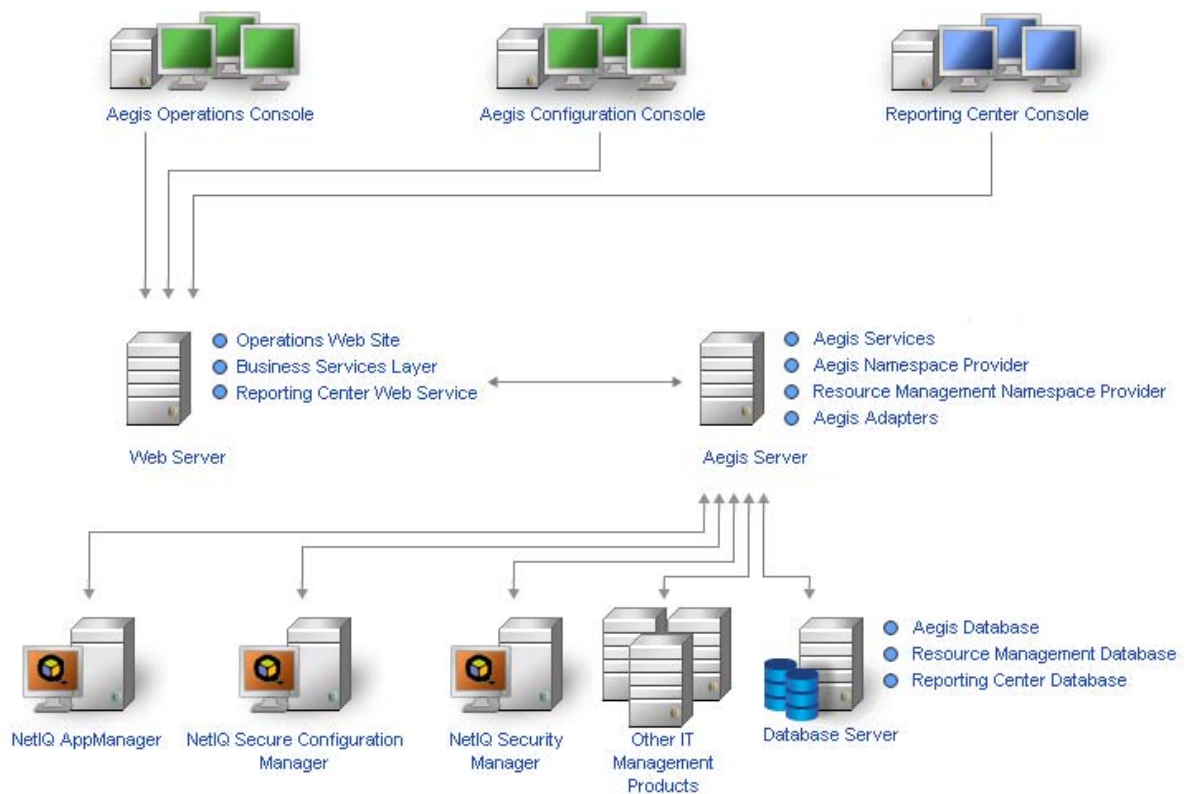 Aegis Operations Console
Aegis Configuration Console
Reporting Center Console
Operations Web Site
Business Services Layer
Reporting Center Web Service
Web Server
Aegis Services
Aegis Namespace Provider
Resource Management Namespace Provider
Aegis Adapters
Aegis Server
NetIQ AppManager
NetIQ Secure Configuration
Manager
NetIQ Security
Manager
Other IT
Management
Products
Aegis Database
Resource Management Database
Reporting Center Database
Database Server